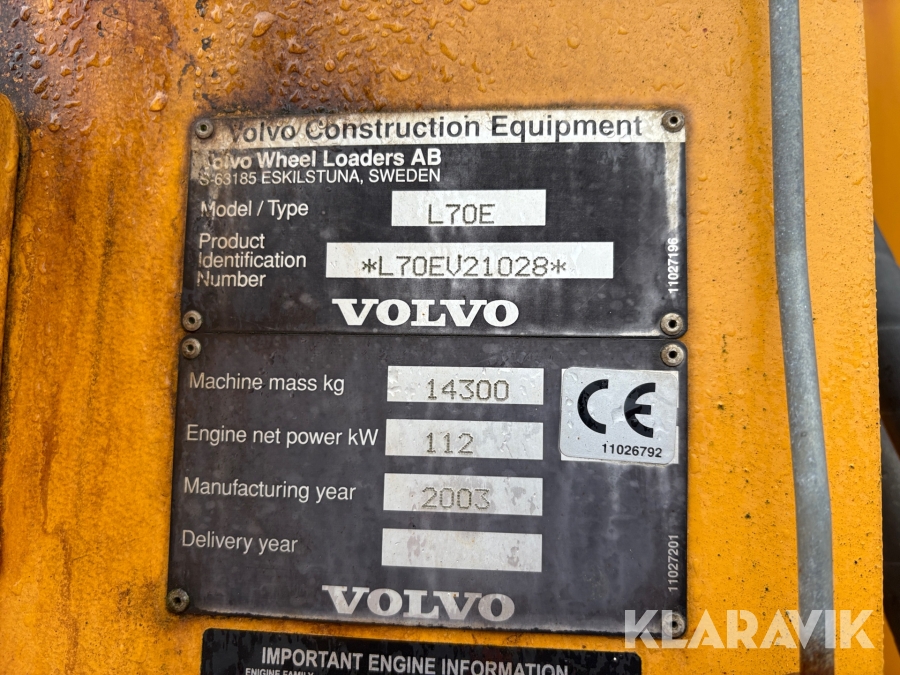 Volvo Construction Equipment
Volvo Wheel Loaders AB
S-63185 ESKILSTUNA, SWEDEN
Model / Type L70E
Product
Identification *L70EV21028*
Number
11027196
VOLVO
Machine mass kg 14300
CE
11026792
Engine net power kW 112
Manufacturing year 2003
Delivery year
11027201
VOLVO
KLARAVIK
IMPORTANT ENGINE INFORMATION